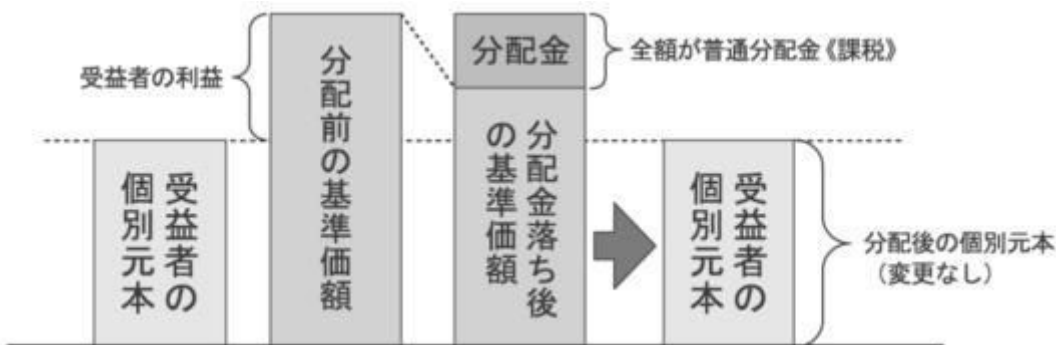 受益者の利益
受益者の
個別元本
分配前の基準価額
分配金
全額が普通分配金《課税》
分配金落ち後
の基準価額
受益者の
個別元本
分配後の個別元本
（変更なし）